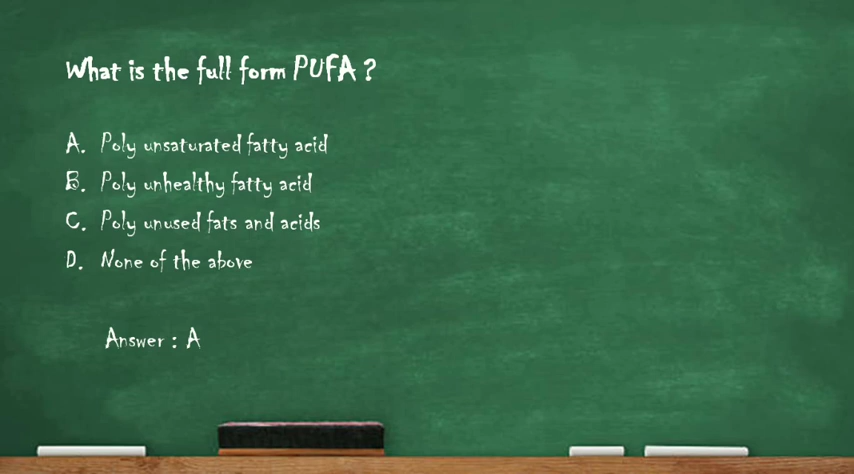 What is the full form PUFA ?
A. Poly unsaturated fatty acid
B. Poly unhealthy fatty acid
C. Poly unused fats and acids
D. None of the above
Answer : A